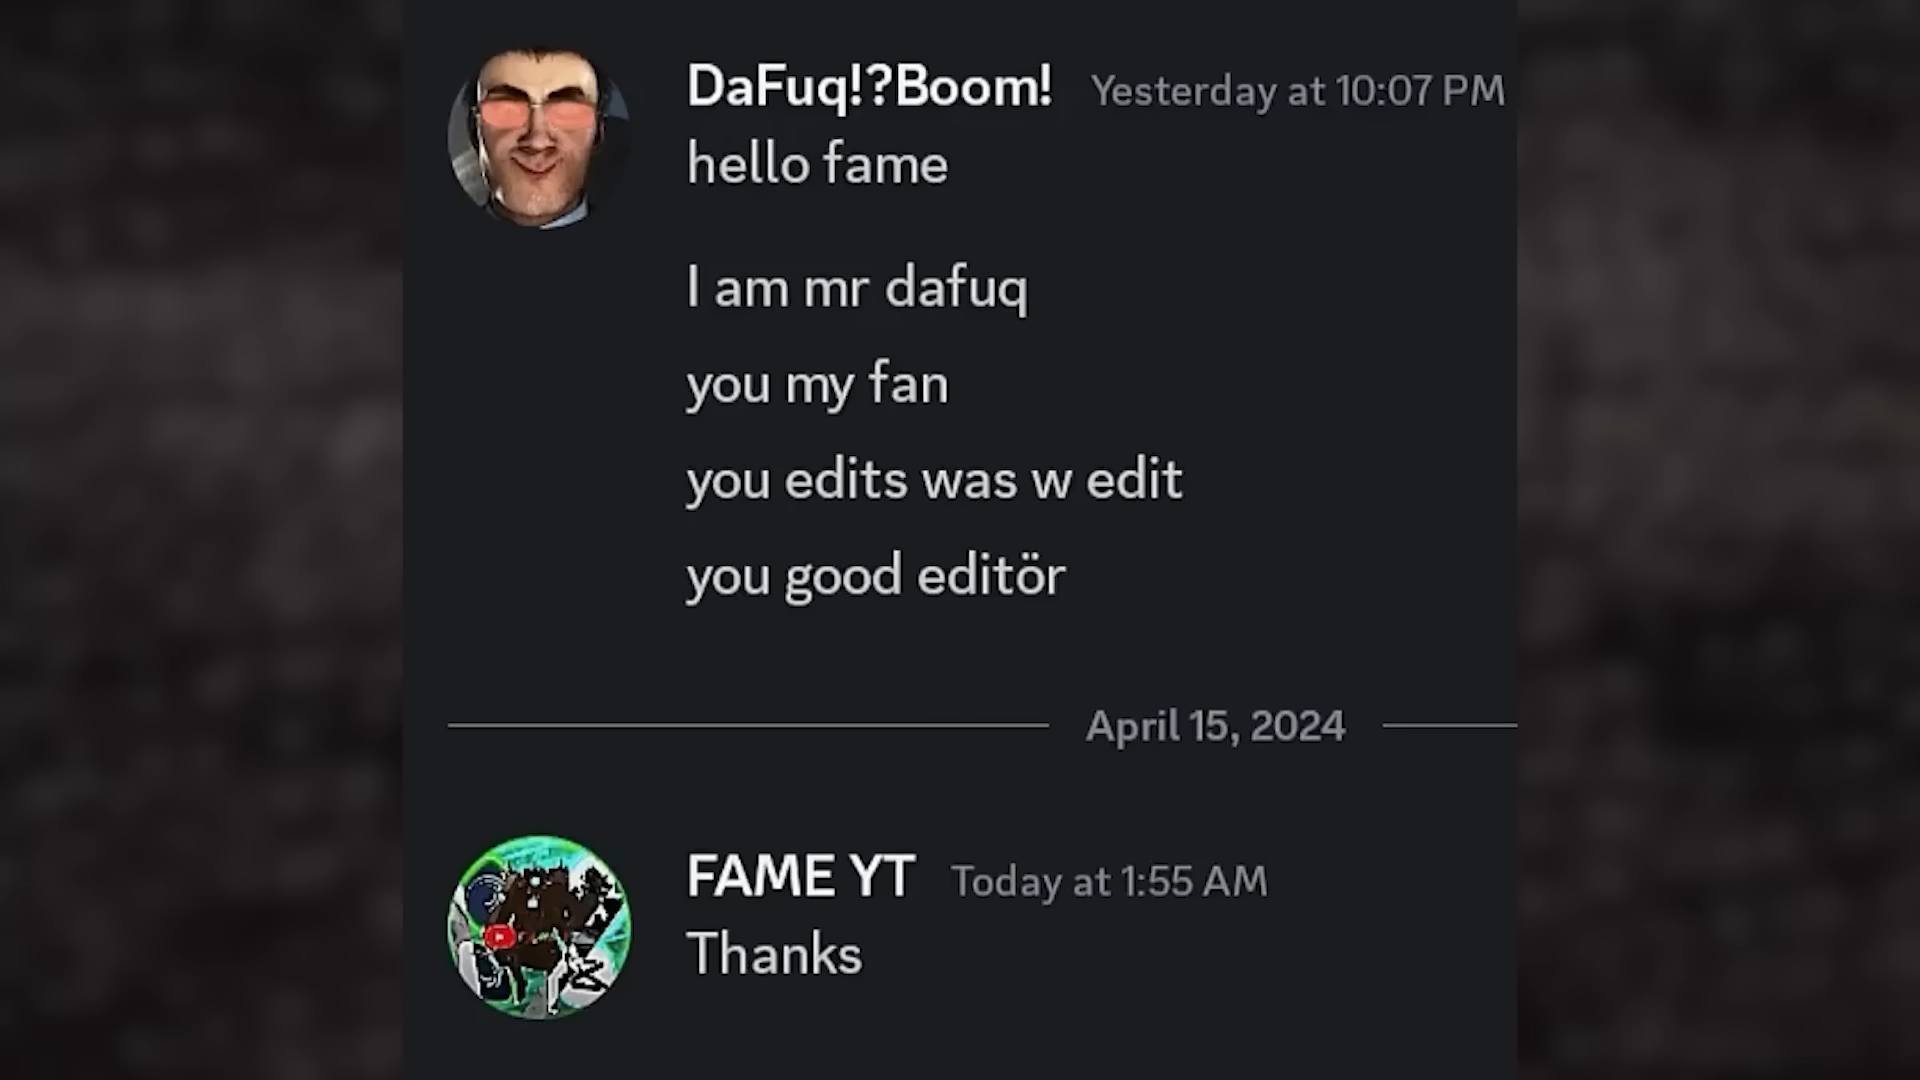 DaFuq!?Boom! Yesterday at 10:07 PM
hello fame
I am mr dafuq
you my fan
you edits was w edit
you good editör
April 15, 2024
FAME YT Today at 1:55 AM
Thanks